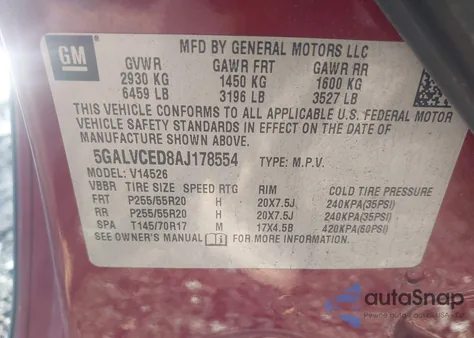 GM
MFD BY GENERAL MOTORS LLC
GVWR GAWR FRT GAWR RR
2930 KG 1450 KG 1600 KG
6459 LB 3196 LB 3527 LB
THIS VEHICLE CONFORMS TO ALL APPLICABLE U.S. FEDERAL MOTOR
VEHICLE SAFETY STANDARDS IN EFFECT ON THE DATE OF
MANUFACTURE SHOWN ABOVE.
5GALVCED8AJ178554 TYPE: M.P.V.
MODEL: V14526
VBBR TIRE SIZE SPEED RTG RIM COLD TIRE PRESSURE
FRT P255/55R20 H 20X7.5J 240KPA(35PSI)
RR P255/55R20 H 20X7.5J 240KPA(35PSI)
SPA T145/70R17 M 17X4.5B 420KPA(60PSI)
SEE OWNER'S MANUAL FOR MORE INFORMATION
autoSnap